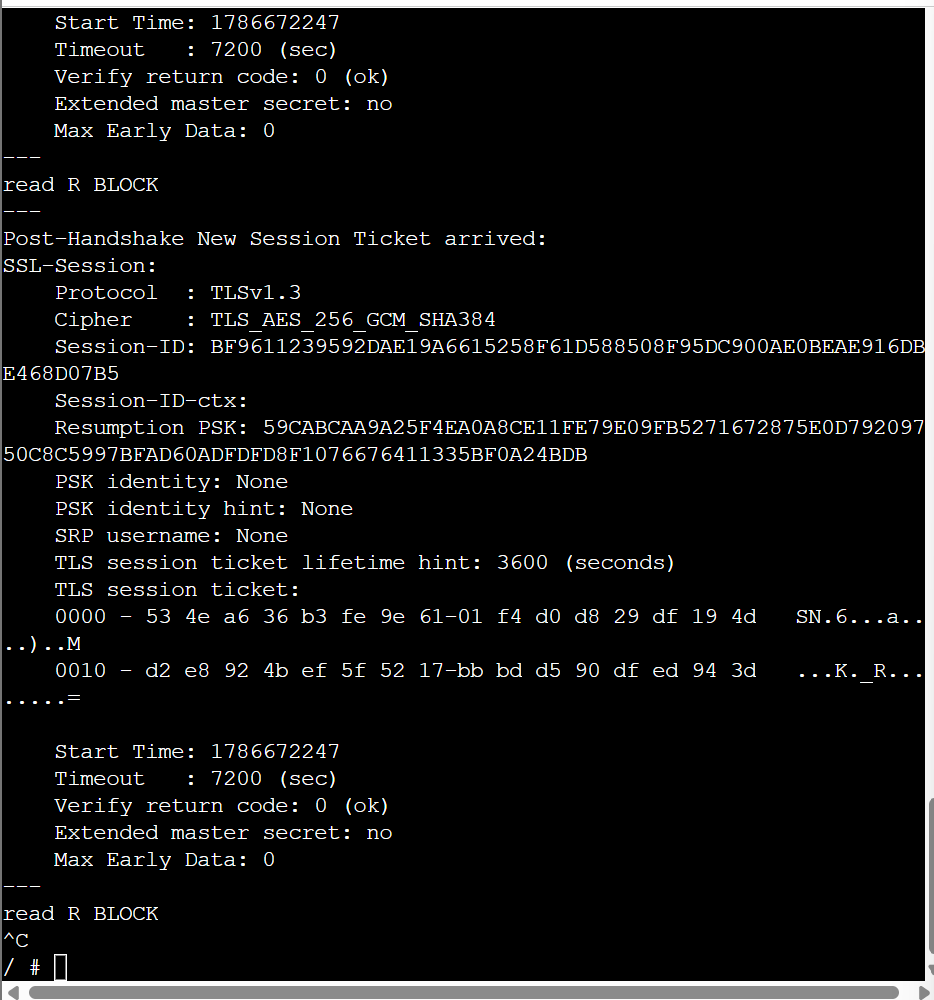 Start Time: 1786672247
    Timeout   : 7200 (sec)
    Verify return code: 0 (ok)
    Extended master secret: no
    Max Early Data: 0
---
read R BLOCK
---
Post-Handshake New Session Ticket arrived:
SSL-Session:
    Protocol  : TLSv1.3
    Cipher    : TLS_AES_256_GCM_SHA384
    Session-ID: BF9611239592DAE19A6615258F61D588508F95DC900AE0BEAE916DB
E468D07B5
    Session-ID-ctx:
    Resumption PSK: 59CABCAA9A25F4EA0A8CE11FE79E09FB5271672875E0D792097
50C8C5997BFAD60ADFDFD8F1076676411335BF0A24BDB
    PSK identity: None
    PSK identity hint: None
    SRP username: None
    TLS session ticket lifetime hint: 3600 (seconds)
    TLS session ticket:
    0000 - 53 4e a6 36 b3 fe 9e 61-01 f4 d0 d8 29 df 19 4d   SN.6...a..
..)..M
    0010 - d2 e8 92 4b ef 5f 52 17-bb bd d5 90 df ed 94 3d   ...K._R...
.....=

    Start Time: 1786672247
    Timeout   : 7200 (sec)
    Verify return code: 0 (ok)
    Extended master secret: no
    Max Early Data: 0
---
read R BLOCK
^C
/ #